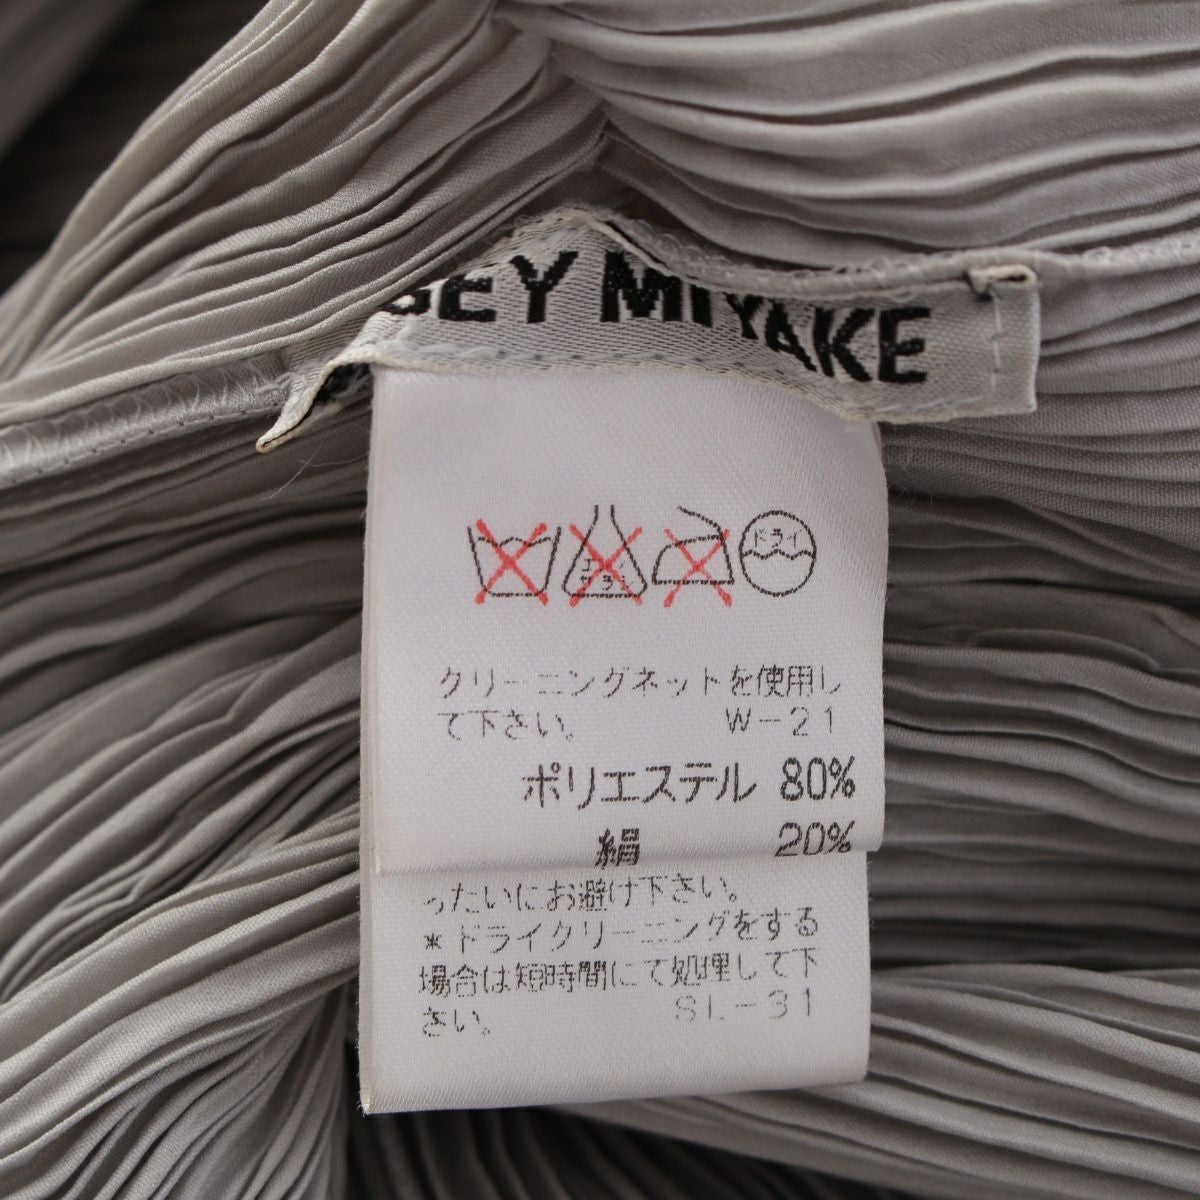 SEY MIYAKE
ドライ
クリーニングネットを使用し
て下さい。 W-21
ポリエステル 80%
絹 20%
ったいにお避け下さい。
*ドライクリーニングをする
場合は短時間にて処理して下
さい。 SL-31